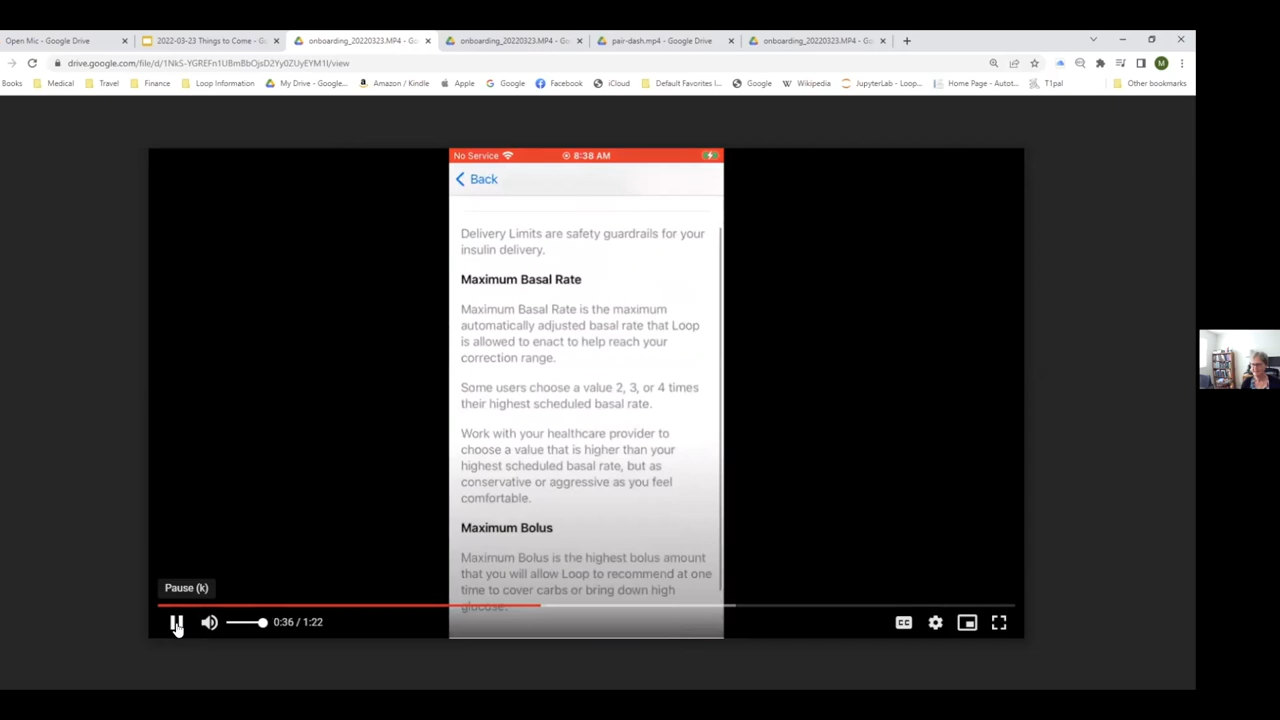 Open Mic - Google Drive
2022-03-23 Things to Come - Go
onboarding_20220323.MP4 - Goo
onboarding_20220323.MP4 - Goo
pair-dash.mp4 - Google Drive
onboarding_20220323.MP4 - Goo
drive.google.com/file/d/1NkS-YGREFn1UBmBbOjsD2Yy0ZUyEYM1I/view
M
Books
Medical
Travel
Finance
Loop Information
My Drive - Google...
Amazon / Kindle
Apple
Google
Facebook
iCloud
Default Favorites I...
Google
Wikipedia
JupyterLab - Loop...
Home Page - Autot...
T1pal
Other bookmarks
No Service
8:38 AM
Back
Delivery Limits are safety guardrails for your
insulin delivery.
Maximum Basal Rate
Maximum Basal Rate is the maximum
automatically adjusted basal rate that Loop
is allowed to enact to help reach your
correction range.
Some users choose a value 2, 3, or 4 times
their highest scheduled basal rate.
Work with your healthcare provider to
choose a value that is higher than your
highest scheduled basal rate, but as
conservative or aggressive as you feel
comfortable.
Maximum Bolus
Maximum Bolus is the highest bolus amount
that you will allow Loop to recommend at one
time to cover carbs or bring down high
glucose.
Pause (k)
0:36 / 1:22
CC